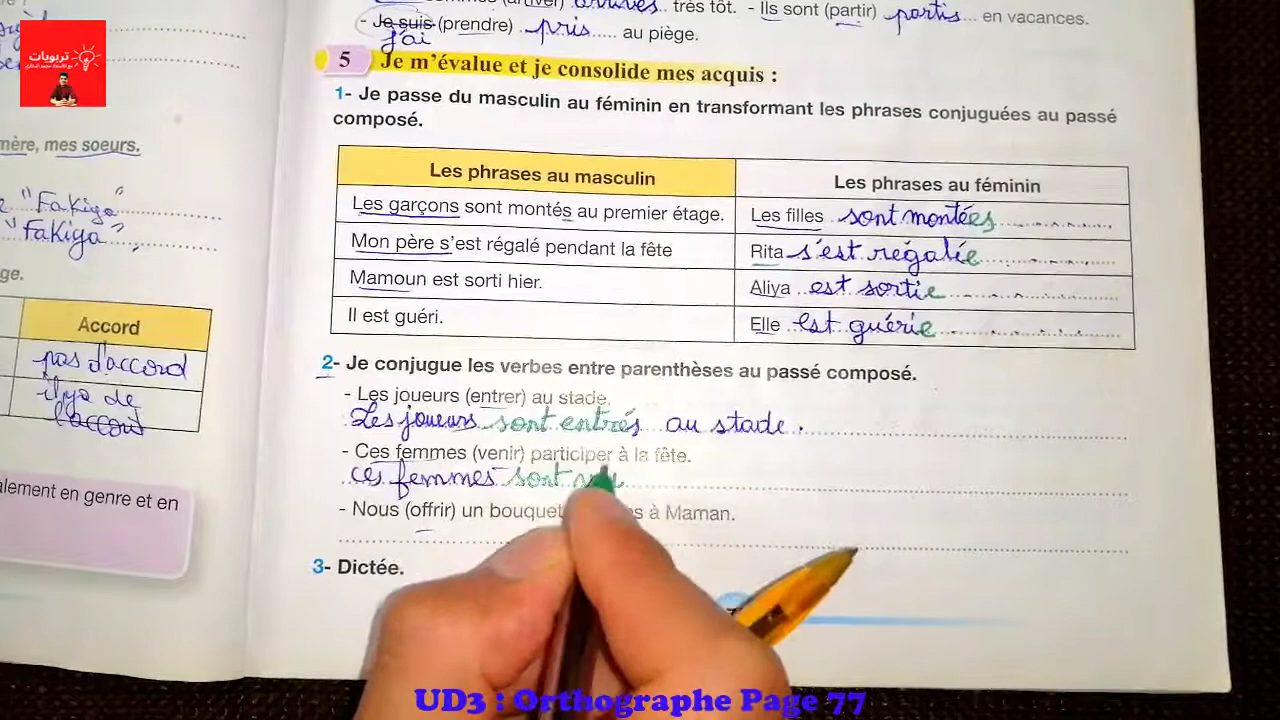 arrivés.. très tôt. - Ils sont (partir) partis... en vacances.
- Je suis (prendre) .pris..... au piège.
j'ai
5 Je m'évalue et je consolide mes acquis :
1- Je passe du masculin au féminin en transformant les phrases conjuguées au passé
composé.
Les phrases au masculin Les phrases au féminin
Les garçons sont montés au premier étage. Les filles sont montées
Mon père s'est régalé pendant la fête Rita s'est régalée
Mamoun est sorti hier. Aliya est sortie
Il est guéri. Elle est guérie
2- Je conjugue les verbes entre parenthèses au passé composé.
- Les joueurs (entrer) au stade.
Les joueurs sont entrés au stade.
- Ces femmes (venir) participer à la fête.
ces femmes sont
- Nous (offrir) un bouquet à Maman.
3- Dictée.
mère, mes soeurs.
"Fakiya"
"Fakiya",
ge.
Accord
pas d'accord
il y a de
l'accord
alement en genre et en
تربويات
UD3 : Orthographe Page 77